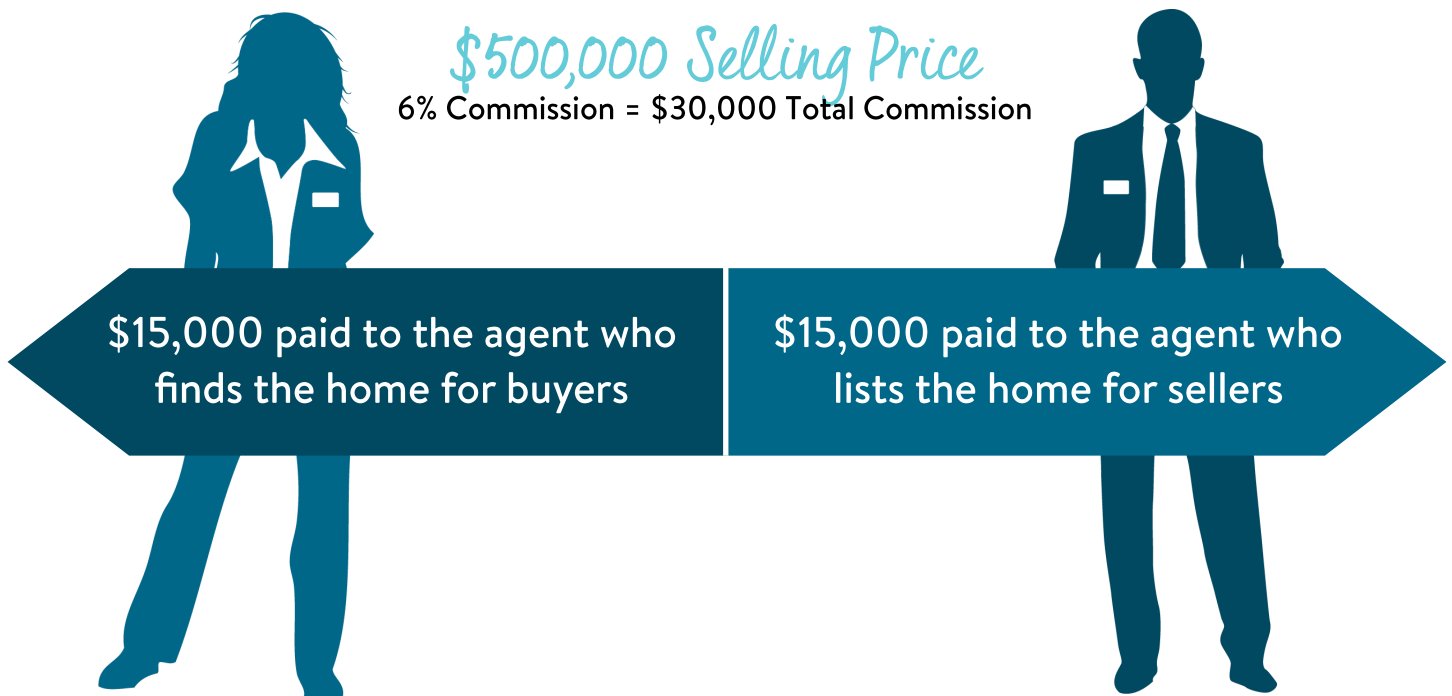 $500,000 Selling Price
6% Commission = $30,000 Total Commission
$15,000 paid to the agent who
finds the home for buyers
$15,000 paid to the agent who
lists the home for sellers